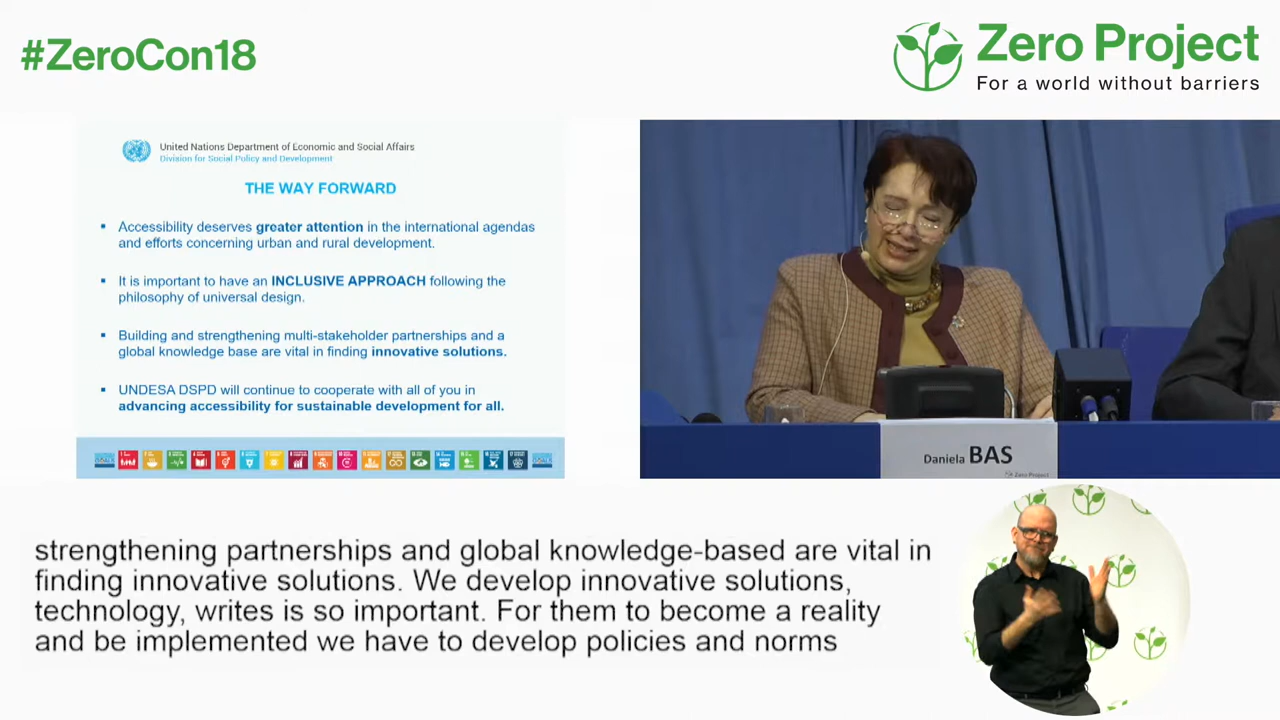 #ZeroCon18
Zero Project
For a world without barriers
United Nations Department of Economic and Social Affairs
Division for Social Policy and Development
THE WAY FORWARD
Accessibility deserves greater attention in the international agendas
and efforts concerning urban and rural development.
It is important to have an INCLUSIVE APPROACH following the
philosophy of universal design.
Building and strengthening multi-stakeholder partnerships and a
global knowledge base are vital in finding innovative solutions.
UNDESA DSPD will continue to cooperate with all of you in
advancing accessibility for sustainable development for all.
Daniela BAS
Zero Project
strengthening partnerships and global knowledge-based are vital in
finding innovative solutions. We develop innovative solutions,
technology, writes is so important. For them to become a reality
and be implemented we have to develop policies and norms